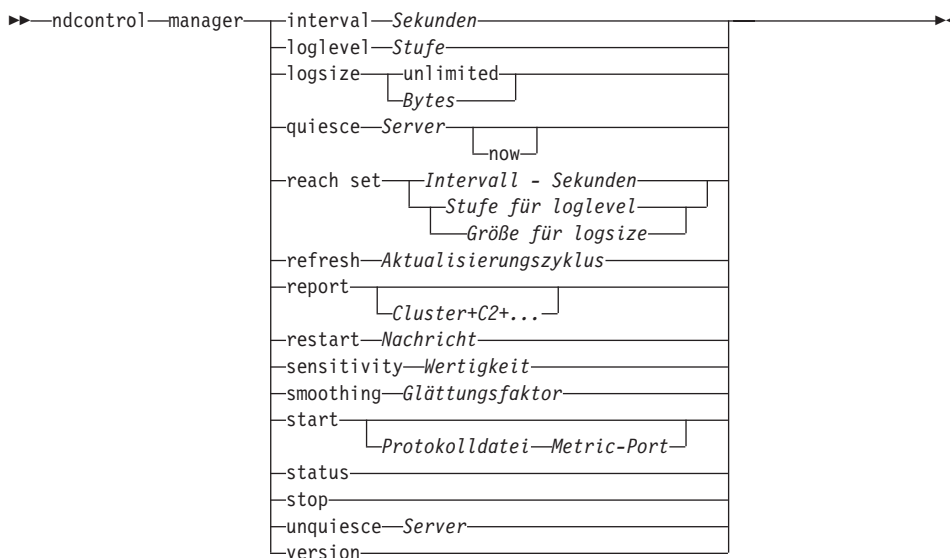 ndcontrol manager interval Sekunden
loglevel Stufe
logsize unlimited
Bytes
quiesce Server
now
reach set Intervall - Sekunden
Stufe für loglevel
Größe für logsize
refresh Aktualisierungszyklus
report
Cluster+C2+...
restart Nachricht
sensitivity Wertigkeit
smoothing Glättungsfaktor
start
Protokolldatei Metric-Port
status
stop
unquiesce Server
version